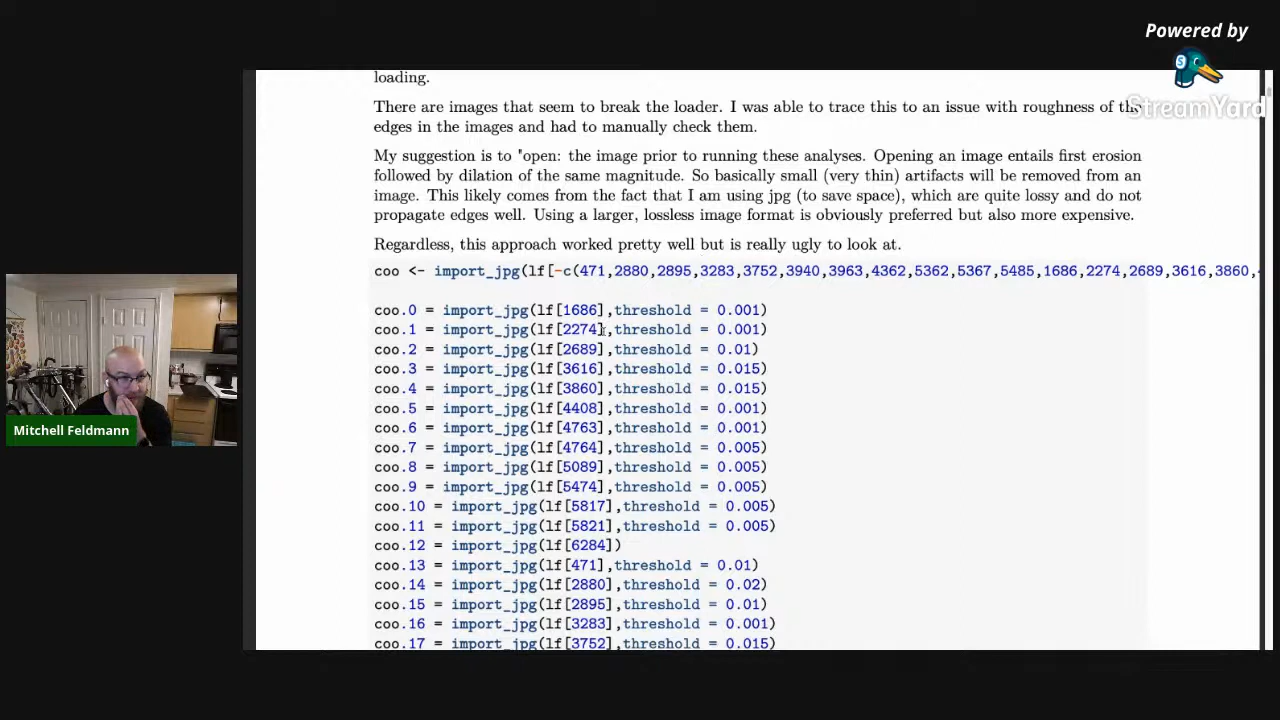 Powered by
S
StreamYard
loading.
There are images that seem to break the loader. I was able to trace this to an issue with roughness of the
edges in the images and had to manually check them.
My suggestion is to "open: the image prior to running these analyses. Opening an image entails first erosion
followed by dilation of the same magnitude. So basically small (very thin) artifacts will be removed from an
image. This likely comes from the fact that I am using jpg (to save space), which are quite lossy and do not
propagate edges well. Using a larger, lossless image format is obviously preferred but also more expensive.
Regardless, this approach worked pretty well but is really ugly to look at.
coo <- import_jpg(lf[-c(471,2880,2895,3283,3752,3940,3963,4362,5362,5367,5485,1686,2274,2689,3616,3860,
coo.0 = import_jpg(lf[1686],threshold = 0.001)
coo.1 = import_jpg(lf[2274],threshold = 0.001)
coo.2 = import_jpg(lf[2689],threshold = 0.01)
coo.3 = import_jpg(lf[3616],threshold = 0.015)
coo.4 = import_jpg(lf[3860],threshold = 0.015)
coo.5 = import_jpg(lf[4408],threshold = 0.001)
coo.6 = import_jpg(lf[4763],threshold = 0.001)
coo.7 = import_jpg(lf[4764],threshold = 0.005)
coo.8 = import_jpg(lf[5089],threshold = 0.005)
coo.9 = import_jpg(lf[5474],threshold = 0.005)
coo.10 = import_jpg(lf[5817],threshold = 0.005)
coo.11 = import_jpg(lf[5821],threshold = 0.005)
coo.12 = import_jpg(lf[6284])
coo.13 = import_jpg(lf[471],threshold = 0.01)
coo.14 = import_jpg(lf[2880],threshold = 0.02)
coo.15 = import_jpg(lf[2895],threshold = 0.01)
coo.16 = import_jpg(lf[3283],threshold = 0.001)
coo.17 = import_jpg(lf[3752],threshold = 0.015)
Mitchell Feldmann